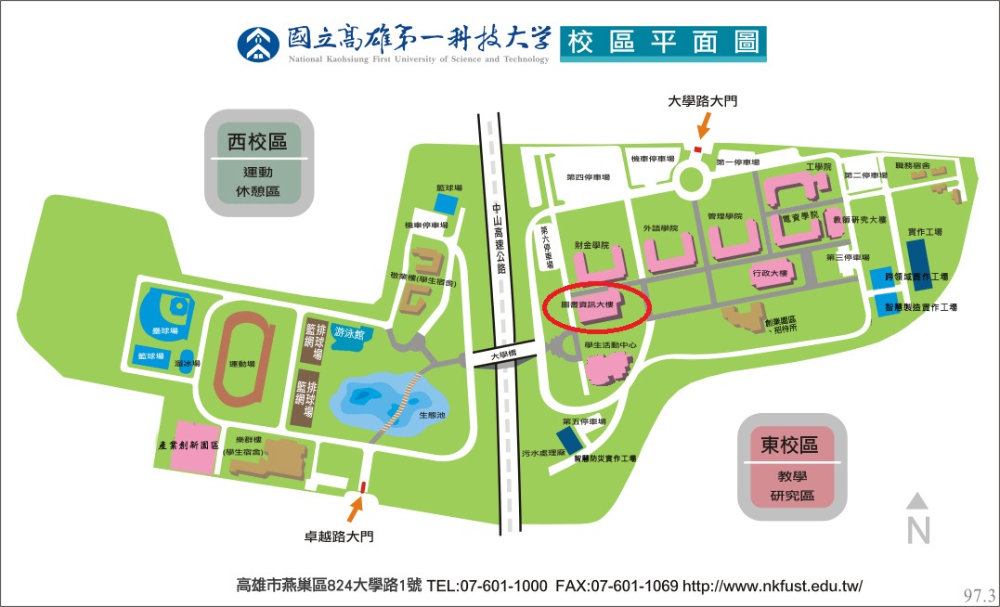 國立高雄第一科技大學 校區平面圖
National Kaohsiung First University of Science and Technology
大學路大門
西校區
運動
休憩區
籃球場
機車停車場
敬業樓(學生宿舍)
中山高速公路
第四停車場
機車停車場
第一停車場
工學院
第二停車場
職務宿舍
第六停車場
財金學院
外語學院
管理學院
電資學院
教師研究大樓
實作工場
圖書資訊大樓
行政大樓
第三停車場
跨領域實作工場
智慧製造實作工場
創業園區
、招待所
壘球場
籃球場
溜冰場
運動場
排球場
籃網
排球場
籃網
游泳館
大學橋
學生活動中心
生態池
產業創新園區
樂群樓
(學生宿舍)
第五停車場
污水處理廠
智慧防災實作工場
卓越路大門
東校區
教學
研究區
N
高雄市燕巢區824大學路1號 TEL:07-601-1000 FAX:07-601-1069 http://www.nkfust.edu.tw/
97.3